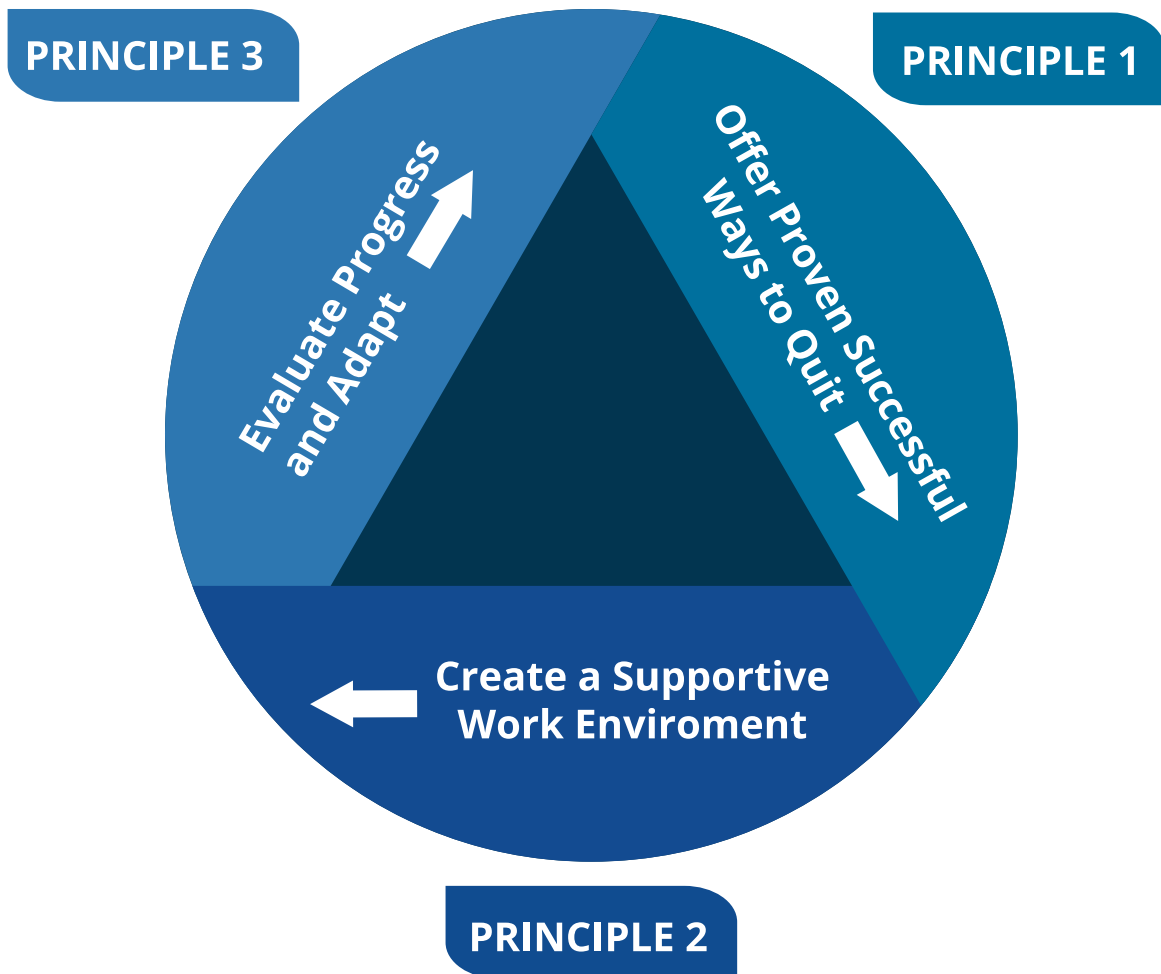 PRINCIPLE 3
PRINCIPLE 1
Evaluate Progress
and Adapt
Offer Proven Successful
Ways to Quit
Create a Supportive
Work Enviroment
PRINCIPLE 2